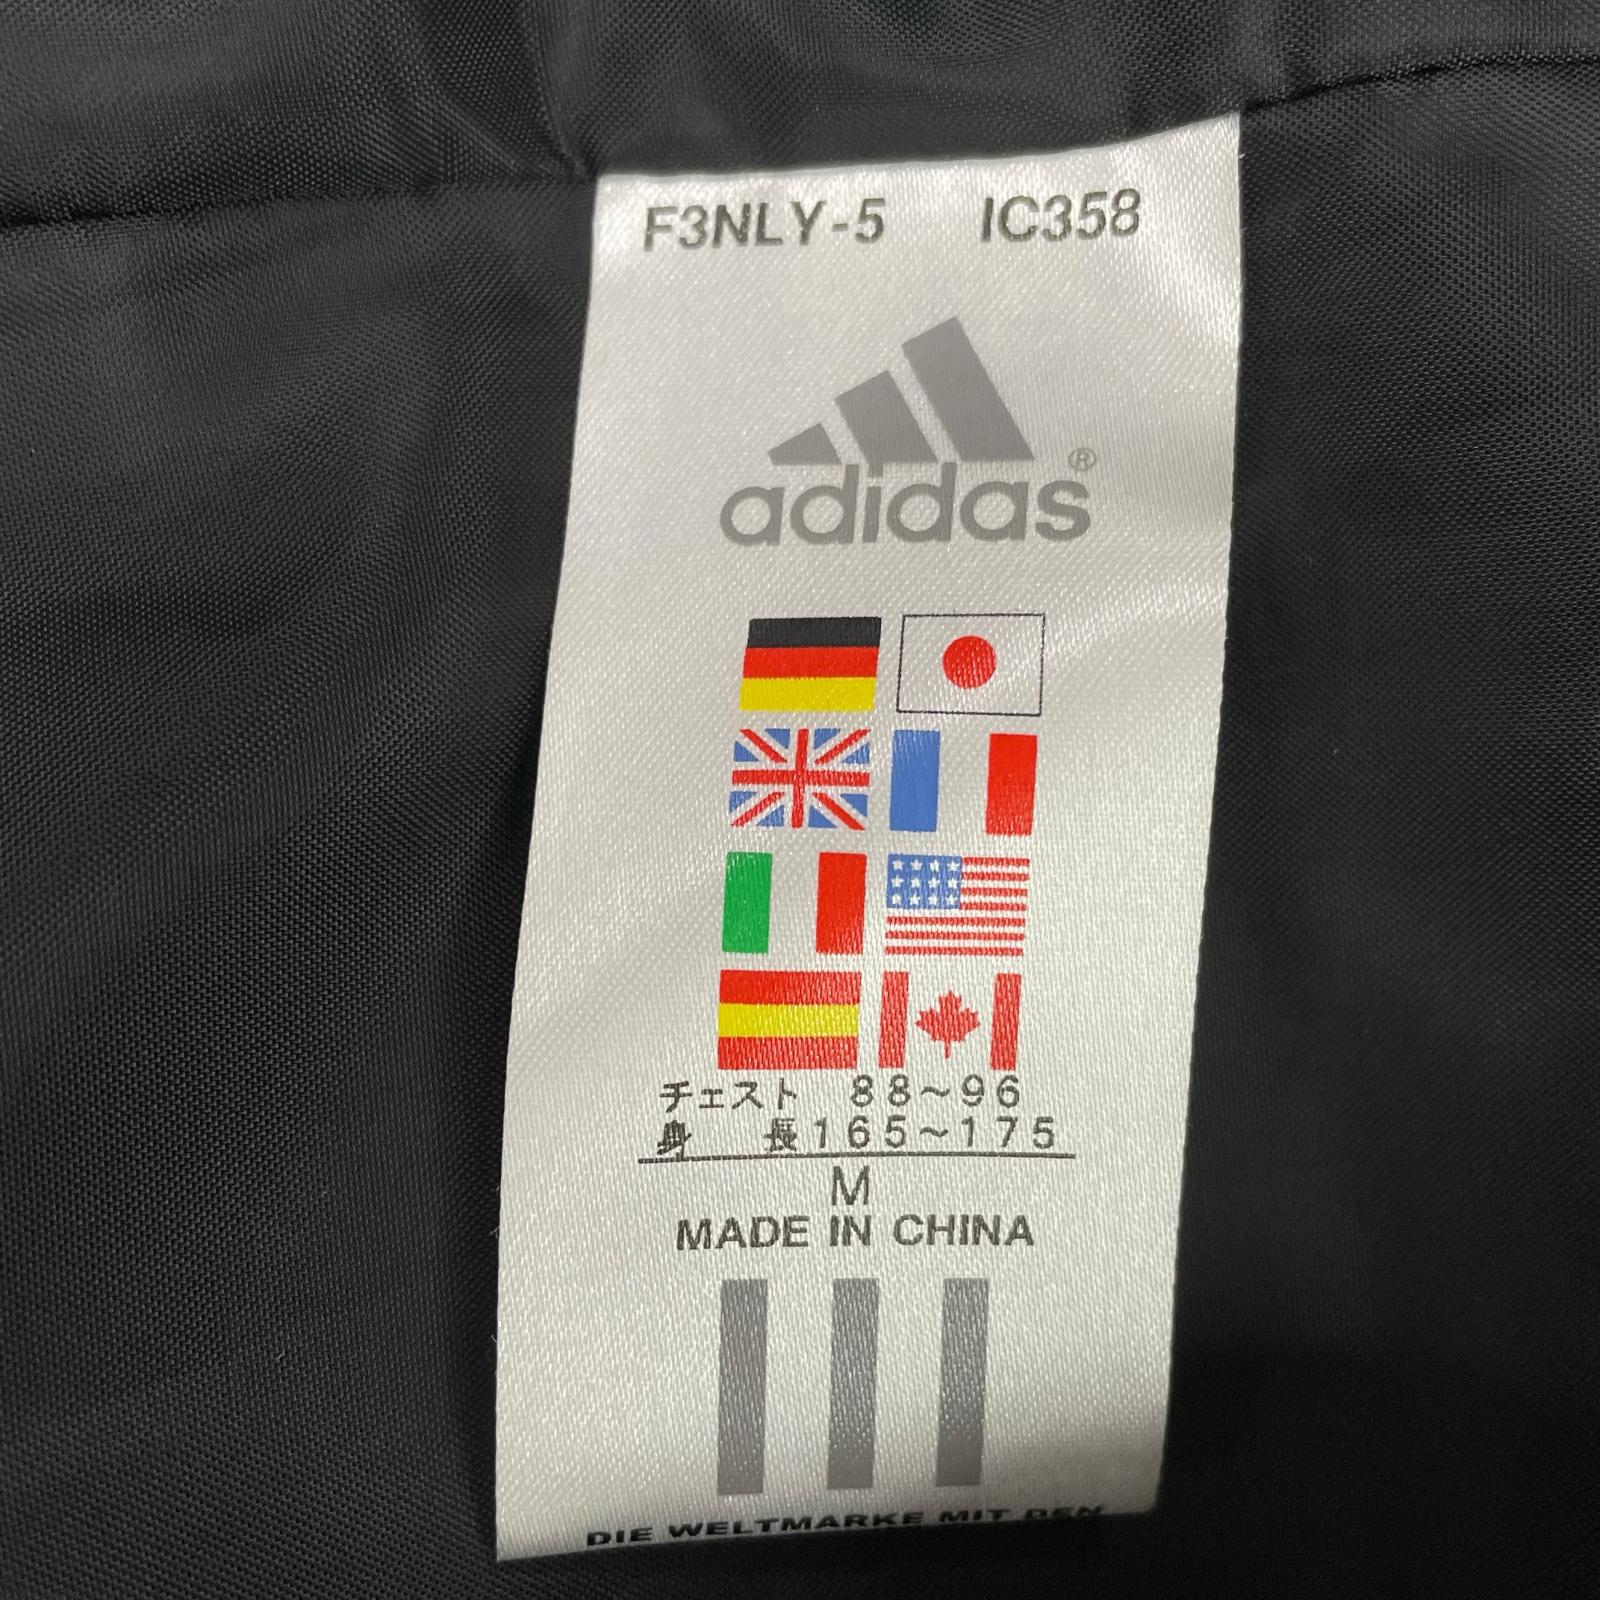 F3NLY-5 IC358
adidas®
チェスト 88~96
身 長165~175
M
MADE IN CHINA
DIE WELTMARKE MIT DEN